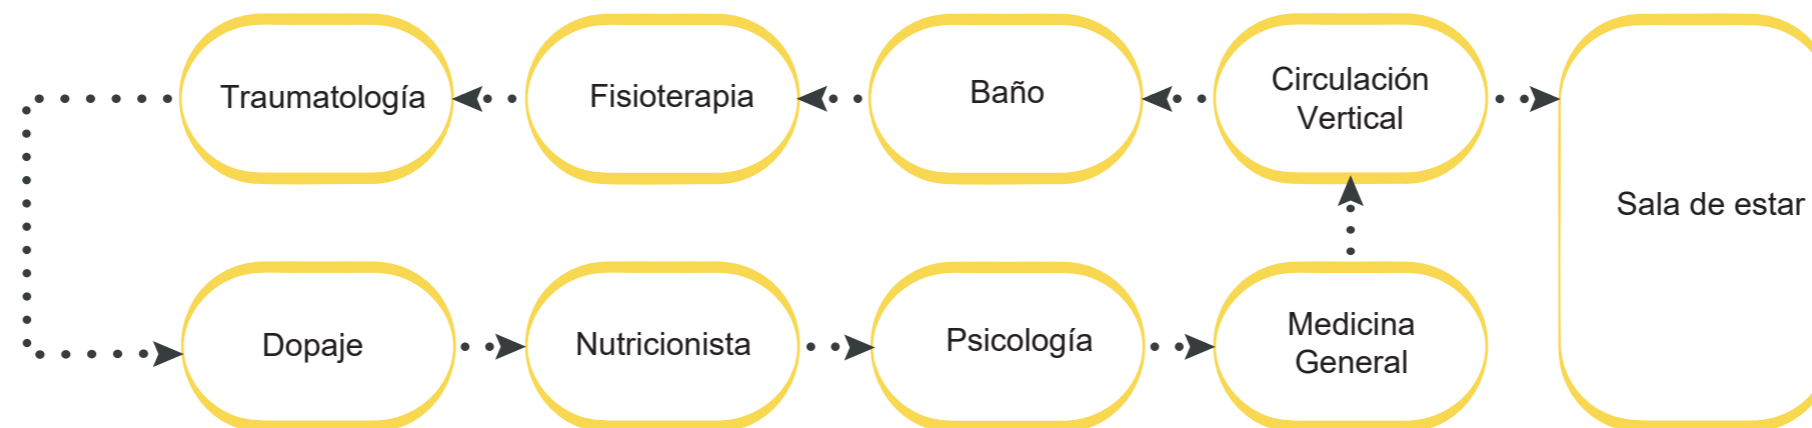 Traumatología
Fisioterapia
Baño
Circulación
Vertical
Sala de estar
Dopaje
Nutricionista
Psicología
Medicina
General